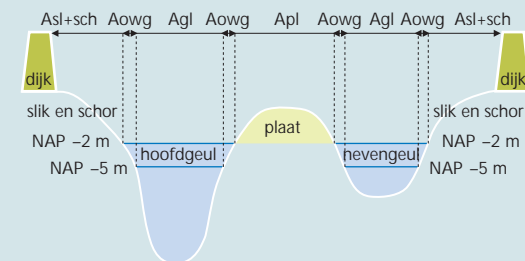 Asl+sch Aowg Agl Aowg Apl Aowg Agl Aowg Asl+sch
dijk dijk
slik en schor plaat slik en schor
NAP –2 m NAP –2 m
hoofdgeul nevengeul
NAP –5 m NAP –5 m